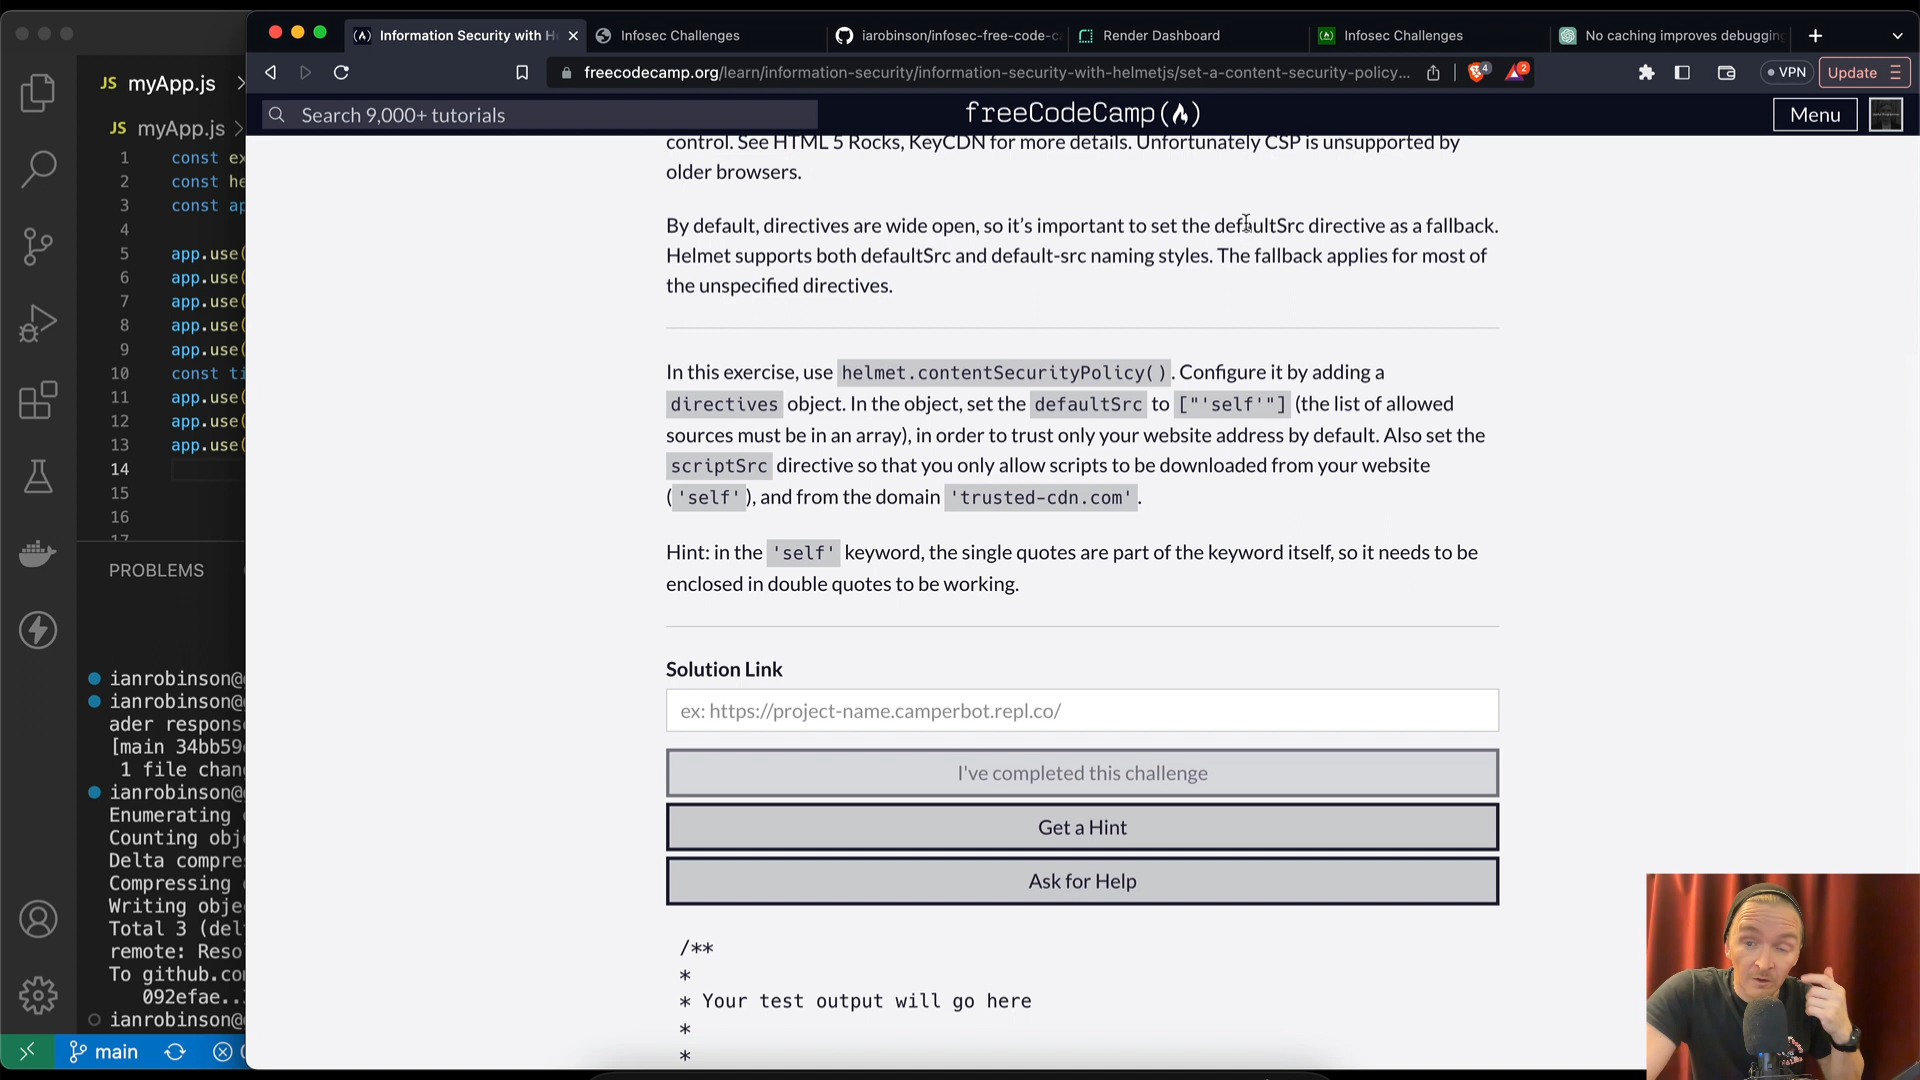 Information Security with H
Infosec Challenges
iarobinson/infosec-free-code-c
Render Dashboard
Infosec Challenges
No caching improves debugging
freecodecamp.org/learn/information-security/information-security-with-helmetjs/set-a-content-security-policy...
4
2
VPN
Update
Search 9,000+ tutorials
freeCodeCamp(
Menu
JS myApp.js
JS myApp.js >
1 const ex
2 const he
3 const ap
4
5 app.use(
6 app.use(
7 app.use(
8 app.use(
9 app.use(
10 const ti
11 app.use(
12 app.use(
13 app.use(
14
15
16
17
PROBLEMS
ianrobinson@
ianrobinson@
ader respons
[main 34bb59
1 file chan
ianrobinson@
Enumerating
Counting obj
Delta compre
Compressing
Writing obje
Total 3 (del
remote: Reso
To github.co
092efae..
ianrobinson@
main
control. See HTML 5 Rocks, KeyCDN for more details. Unfortunately CSP is unsupported by
older browsers.
By default, directives are wide open, so it's important to set the defaultSrc directive as a fallback.
Helmet supports both defaultSrc and default-src naming styles. The fallback applies for most of
the unspecified directives.
In this exercise, use helmet.contentSecurityPolicy(). Configure it by adding a
directives object. In the object, set the defaultSrc to ["'self'"] (the list of allowed
sources must be in an array), in order to trust only your website address by default. Also set the
scriptSrc directive so that you only allow scripts to be downloaded from your website
( 'self' ), and from the domain 'trusted-cdn.com' .
Hint: in the 'self' keyword, the single quotes are part of the keyword itself, so it needs to be
enclosed in double quotes to be working.
Solution Link
ex: https://project-name.camperbot.repl.co/
I've completed this challenge
Get a Hint
Ask for Help
/**
*
* Your test output will go here
*
*